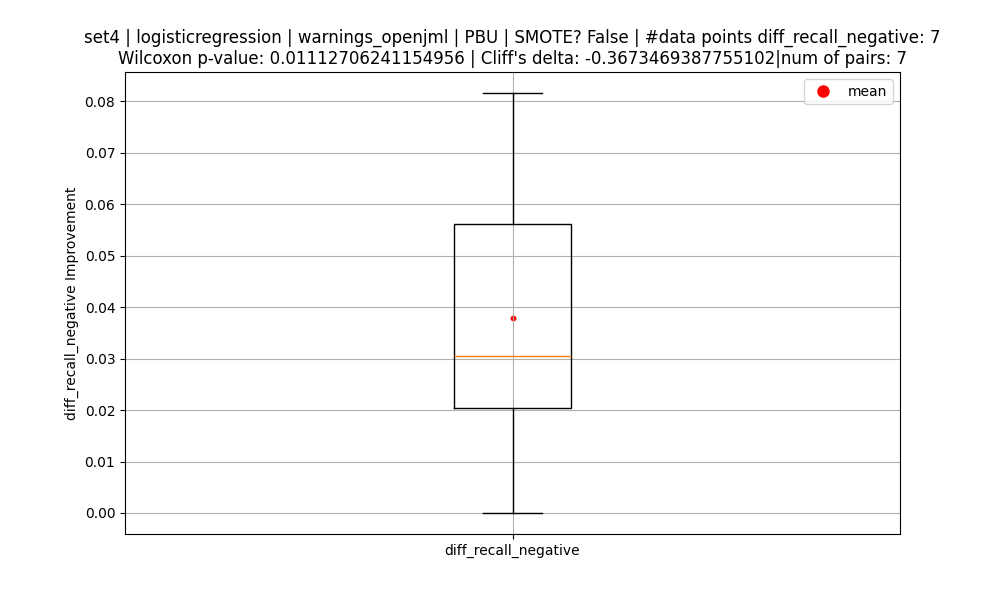 set4 | logisticregression | warnings_openjml | PBU | SMOTE? False | #data points diff_recall_negative: 7
Wilcoxon p-value: 0.01112706241154956 | Cliff's delta: -0.3673469387755102|num of pairs: 7
mean
0.08
0.07
0.06
0.05
0.04
0.03
0.02
0.01
0.00
diff_recall_negative Improvement
diff_recall_negative